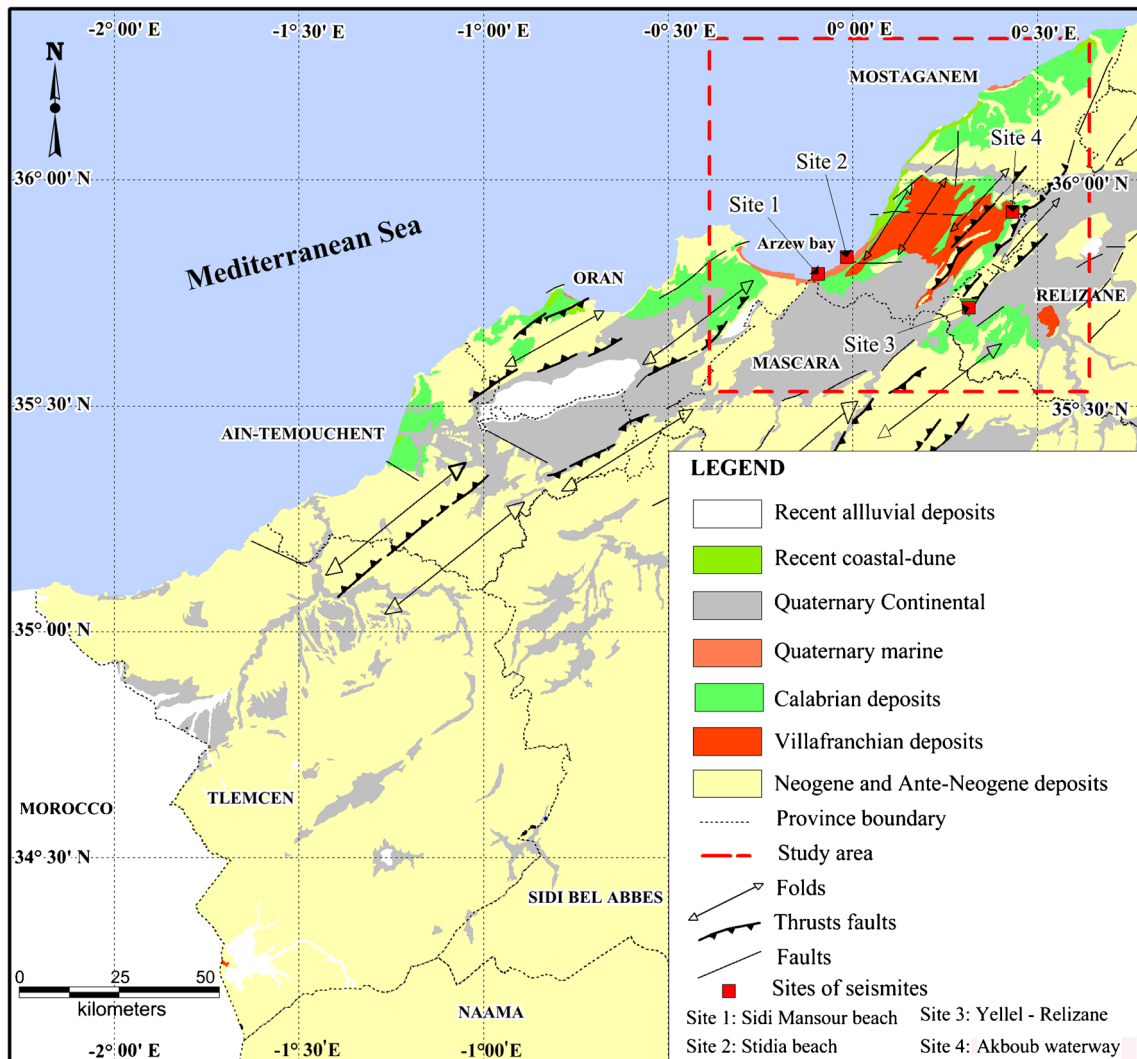 -2° 00' E
-1° 30' E
-1° 00' E
-0° 30' E
0° 00' E
0° 30' E
N
MOSTAGANEM
Site 4
Site 2
36° 00' N
36° 00' N
Site 1
Mediterranean Sea
Arzew bay
ORAN
RELIZANE
Site 3
MASCARA
35° 30' N
35° 30' N
AIN-TEMOUCHENT
LEGEND
Recent allluvial deposits
Recent coastal-dune
Quaternary Continental
35° 00' N
Quaternary marine
Calabrian deposits
Villafranchian deposits
Neogene and Ante-Neogene deposits
TLEMCEN
MOROCCO
Province boundary
34° 30' N
Study area
SIDI BEL ABBES
Folds
Thrusts faults
Faults
0 25 50
kilometers
Sites of seismites
NAAMA
Site 1: Sidi Mansour beach
Site 3: Yellel - Relizane
Site 2: Stidia beach
Site 4: Akboub waterway
-2° 00' E
-1° 30' E
-1° 00' E